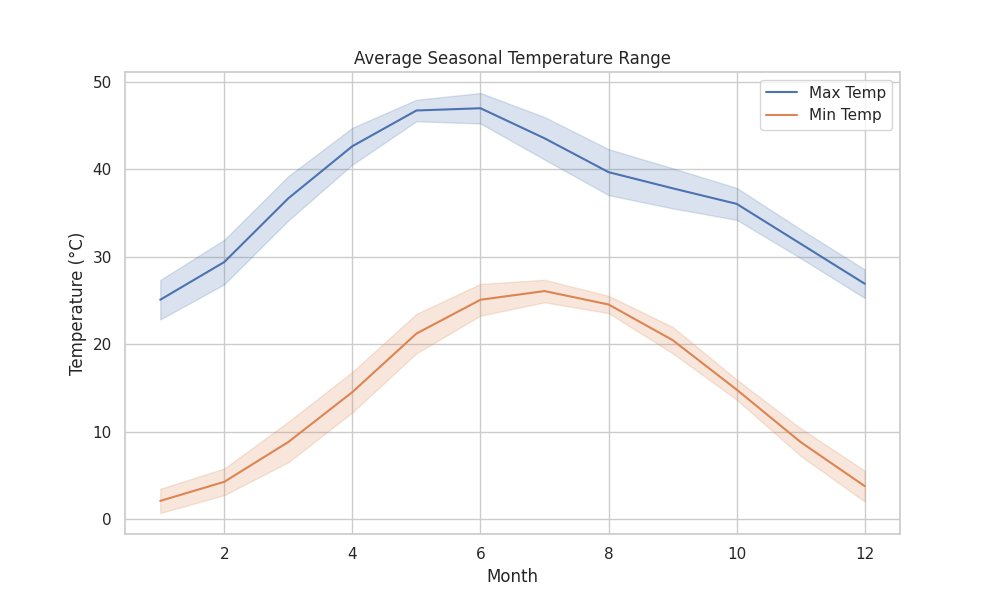 Average Seasonal Temperature Range
50
40
30
20
10
0
Temperature (°C)
Max Temp
Min Temp
2 4 6 8 10 12
Month